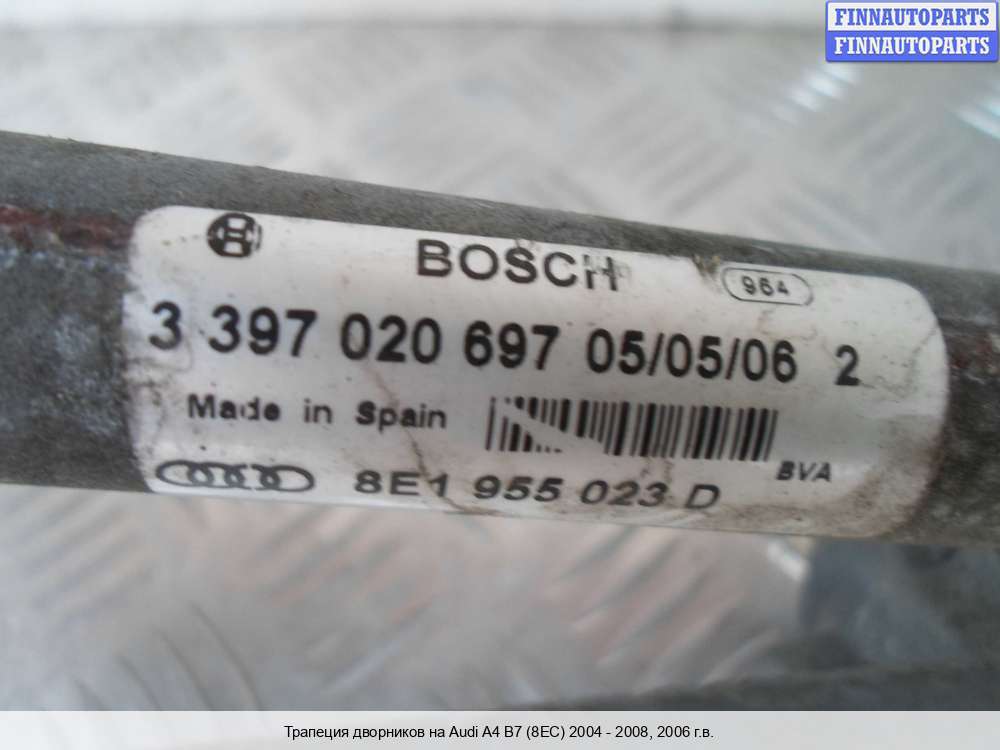 FINNAUTOPARTS
FINNAUTOPARTS
BOSCH
964
3 397 020 697 05/05/06 2
Made in Spain
BVA
8E1 955 023 D
Трапеция дворников на Audi A4 B7 (8EC) 2004 - 2008, 2006 г.в.